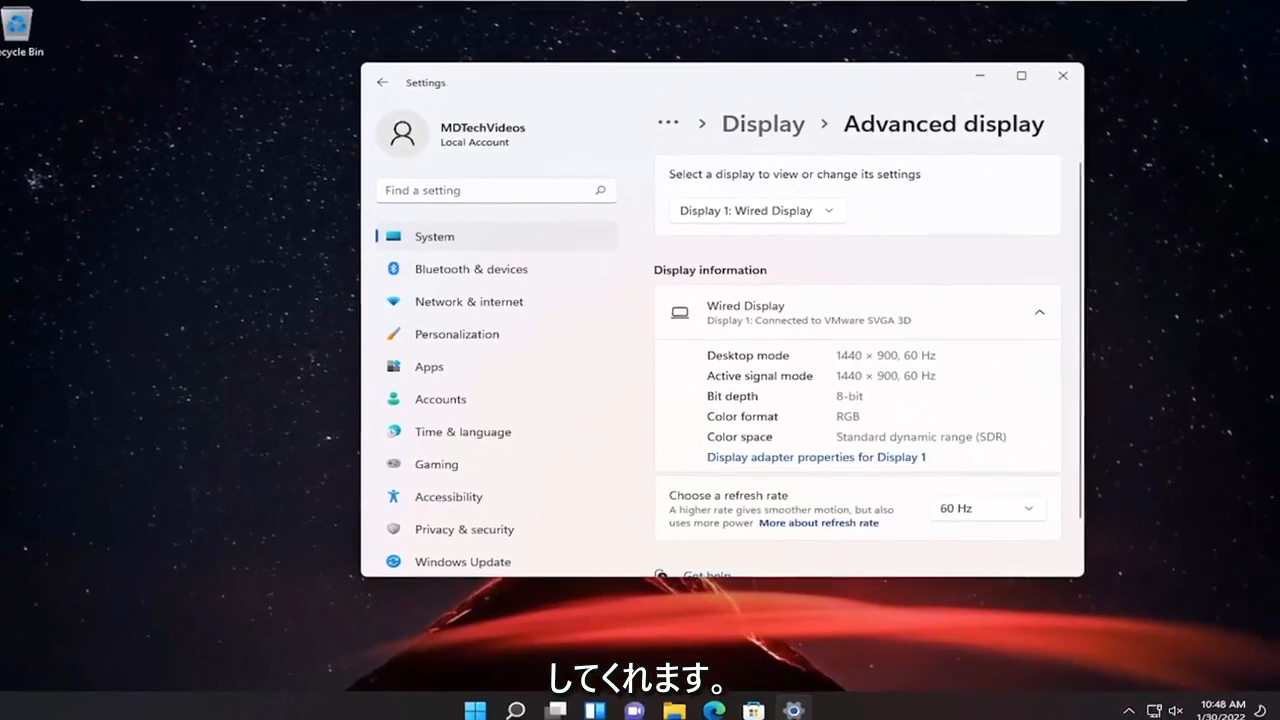 Recycle Bin
Settings
MDTechVideos
Local Account
Find a setting
System
Bluetooth & devices
Network & internet
Personalization
Apps
Accounts
Time & language
Gaming
Accessibility
Privacy & security
Windows Update
··· > Display > Advanced display
Select a display to view or change its settings
Display 1: Wired Display
Display information
Wired Display
Display 1: Connected to VMware SVGA 3D
Desktop mode 1440 × 900, 60 Hz
Active signal mode 1440 × 900, 60 Hz
Bit depth 8-bit
Color format RGB
Color space Standard dynamic range (SDR)
Display adapter properties for Display 1
Choose a refresh rate
A higher rate gives smoother motion, but also
uses more power More about refresh rate
60 Hz
Get help
してくれます。
10:48 AM